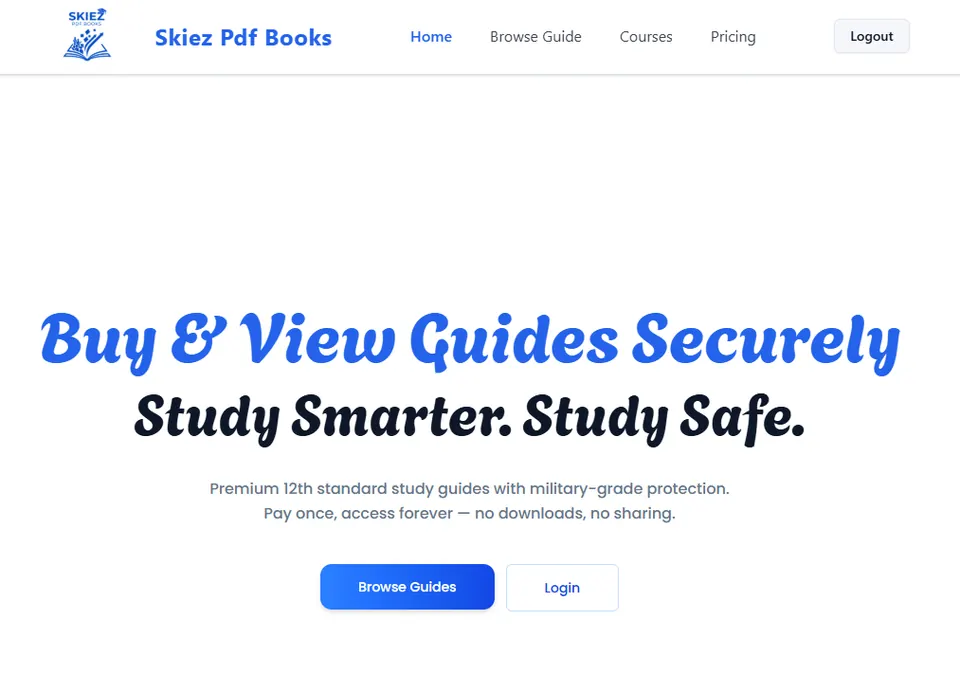 SKIEZ
PDF BOOKS
Skiez Pdf Books
Home
Browse Guide
Courses
Pricing
Logout
Buy & View Guides Securely
Study Smarter. Study Safe.
Premium 12th standard study guides with military-grade protection.
Pay once, access forever — no downloads, no sharing.
Browse Guides
Login